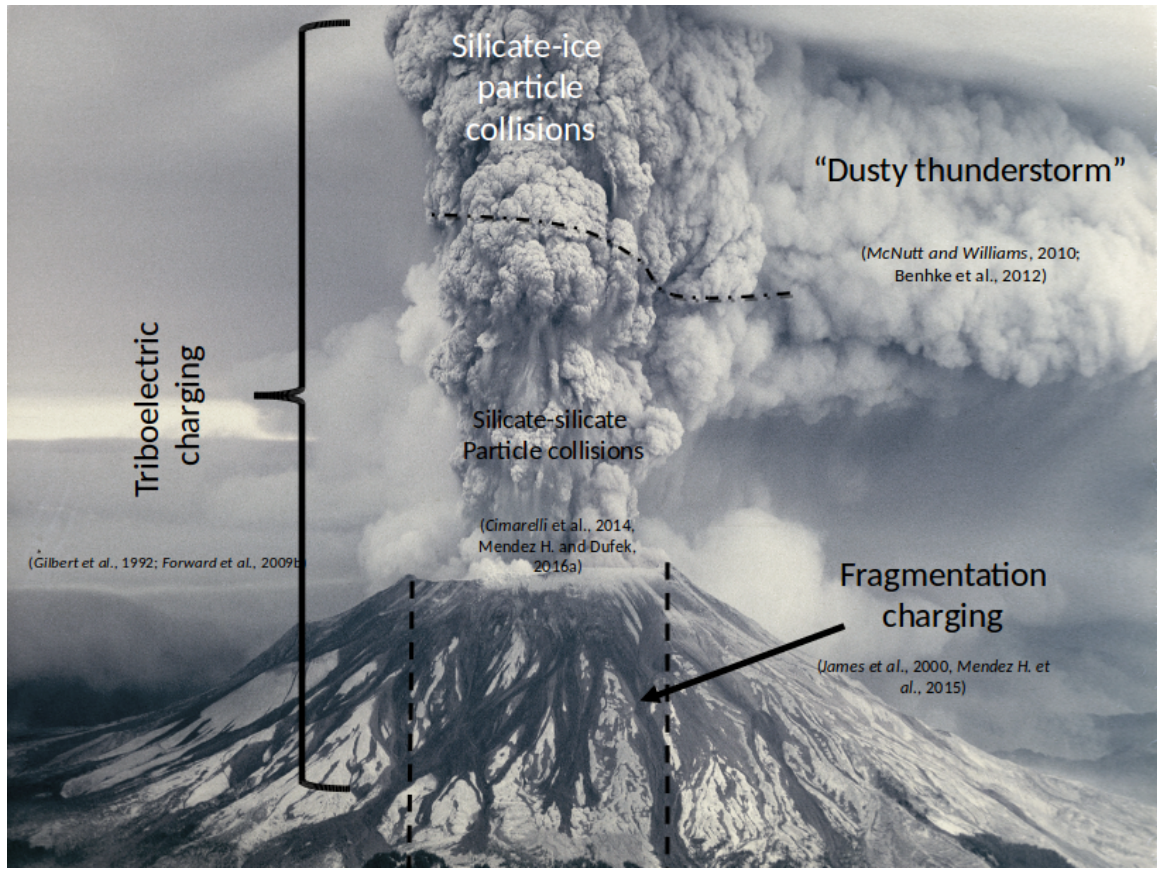 Silicate-ice
particle
collisions
“Dusty thunderstorm”
(McNutt and Williams, 2010;
Benhke et al., 2012)
Triboelectric
charging
(Gilbert et al., 1992; Forward et al., 2009b)
Silicate-silicate
Particle collisions
(Cimarelli et al., 2014,
Mendez H. and Dufek,
2016a)
Fragmentation
charging
(James et al., 2000, Mendez H. et
al., 2015)